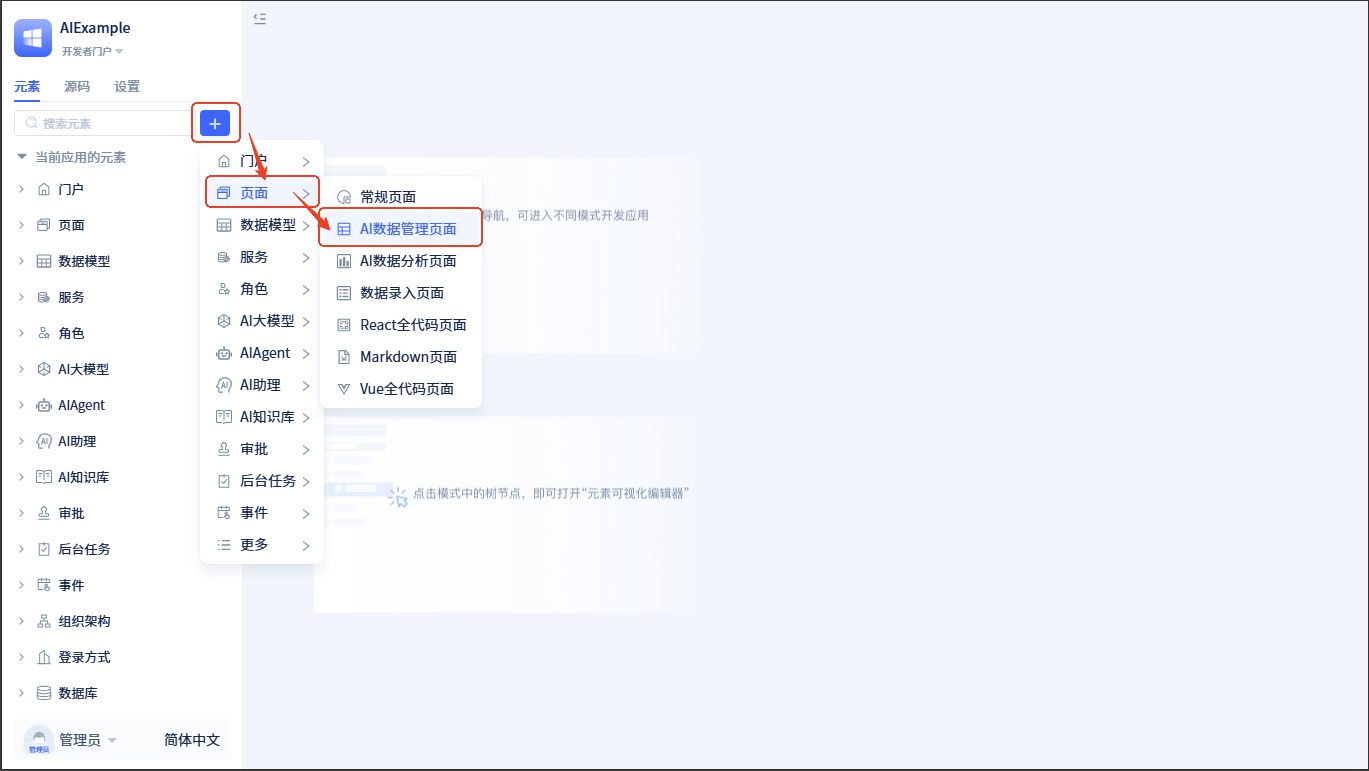 AIExample
开发者门户
元素 源码 设置
搜索元素
当前应用的元素
门户
页面
数据模型
服务
角色
AI大模型
AIAgent
AI助理
AI知识库
审批
后台任务
事件
组织架构
登录方式
数据库
管理员
管理员
简体中文
门户
页面
数据模型
服务
角色
AI大模型
AIAgent
AI助理
AI知识库
审批
后台任务
事件
更多
常规页面
AI数据管理页面
AI数据分析页面
数据录入页面
React全代码页面
Markdown页面
Vue全代码页面
导航，可进入不同模式开发应用
点击模式中的树节点，即可打开“元素可视化编辑器”